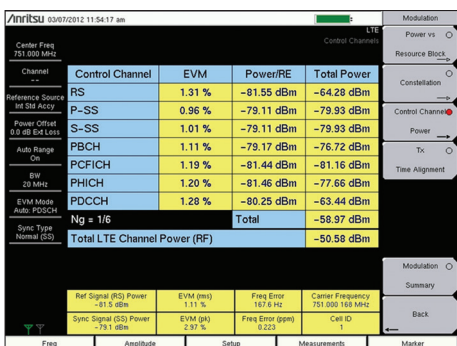 Anritsu 03/07/2012 11:54:17 am
LTE
Control Channels
Center Freq
751.000 MHz
Channel
--
Reference Source
Int Std Accy
Power Offset
0.0 dB Ext Loss
Auto Range
On
BW
20 MHz
EVM Mode
Auto: PDSCH
Sync Type
Normal (SS)
Control Channel EVM Power/RE Total Power
RS 1.31 % -81.55 dBm -64.28 dBm
P-SS 0.96 % -79.11 dBm -79.93 dBm
S-SS 1.01 % -79.11 dBm -79.93 dBm
PBCH 1.11 % -79.17 dBm -76.72 dBm
PCFICH 1.19 % -81.44 dBm -81.16 dBm
PHICH 1.20 % -81.46 dBm -77.66 dBm
PDCCH 1.28 % -80.25 dBm -63.44 dBm
Ng = 1/6 Total -58.97 dBm
Total LTE Channel Power (RF) -50.58 dBm
Ref Signal (RS) Power EVM (rms) Freq Error Carrier Frequency
-81.5 dBm 1.11 % 167.6 Hz 751.000 168 MHz
Sync Signal (SS) Power EVM (pk) Freq Error (ppm) Cell ID
-79.1 dBm 2.97 % 0.223 1
Modulation
Power vs
Resource Block
Constellation
Control Channel
Power
Tx
Time Alignment
Modulation
Summary
Back
Freq Amplitude Setup Measurements Marker